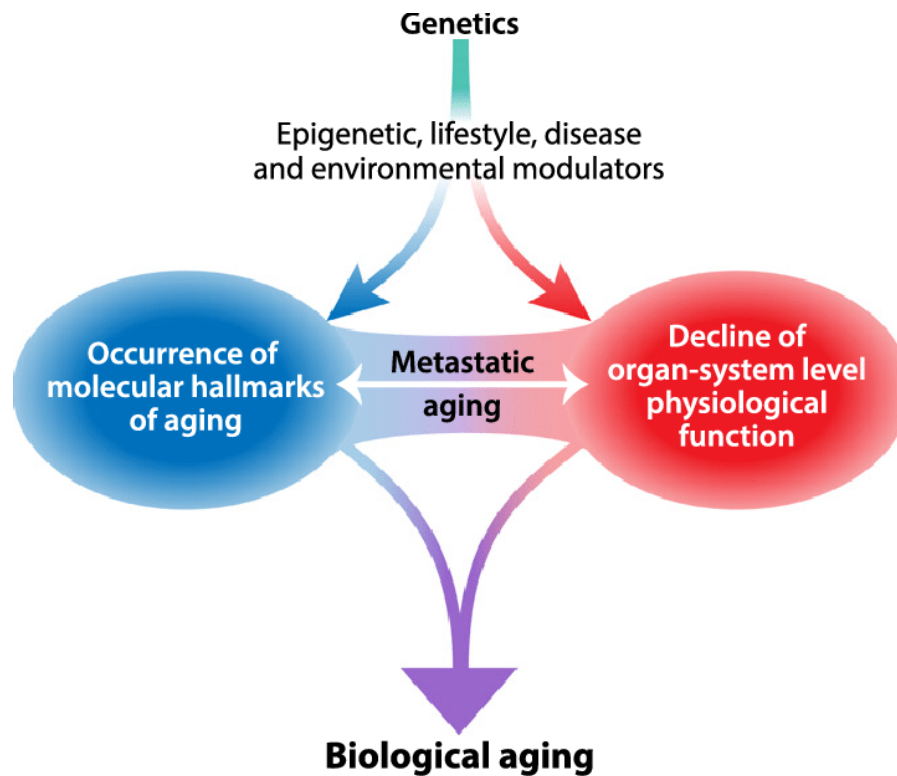 Genetics
Epigenetic, lifestyle, disease
and environmental modulators
Occurrence of
molecular hallmarks
of aging
Metastatic
aging
Decline of
organ-system level
physiological
function
Biological aging